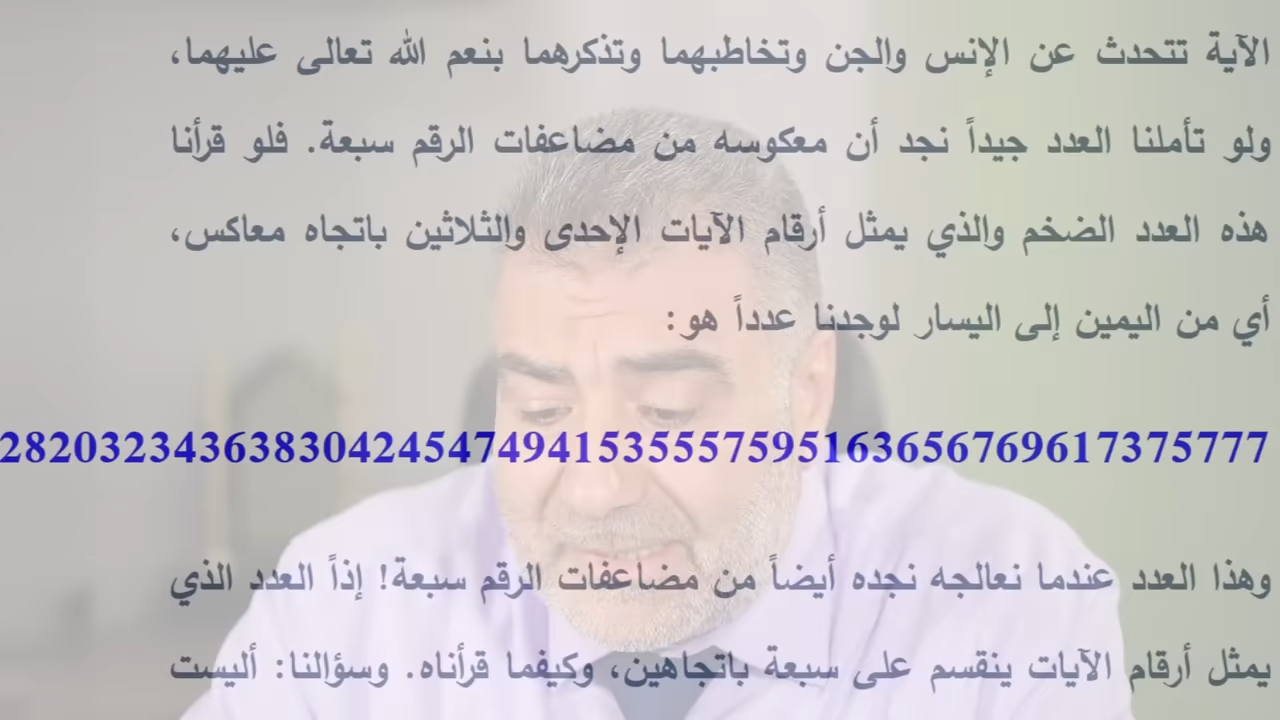 الآية تتحدث عن الإنس والجن وتخاطبهما وتذكرهما بنعم الله تعالى عليهما،
ولو تأملنا العدد جيداً نجد أن معكوسه من مضاعفات الرقم سبعة. فلو قرأنا
هذه العدد الضخم والذي يمثل أرقام الآيات الإحدى والثلاثين باتجاه معاكس،
أي من اليمين إلى اليسار لوجدنا عدداً هو:
282032343638304245474941535557595163656769617375777
وهذا العدد عندما نعالجه نجده أيضاً من مضاعفات الرقم سبعة! إذاً العدد الذي
يمثل أرقام الآيات ينقسم على سبعة باتجاهين، وكيفما قرأناه. وسؤالنا: أليست